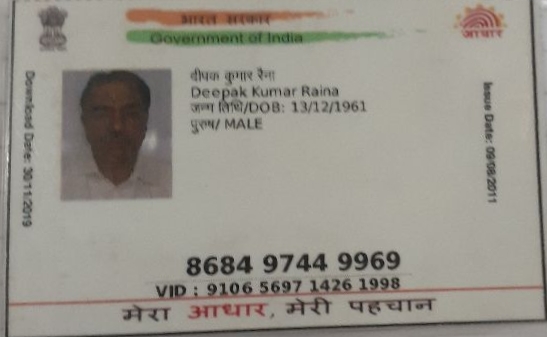 भारत सरकार
Government of India
आधार
Download Date: 30/11/2019
दीपक कुमार रैना
Deepak Kumar Raina
जन्म तिथि/DOB: 13/12/1961
पुरुष/ MALE
Issue Date: 09/08/2011
8684 9744 9969
VID : 9106 5697 1426 1998
मेरा आधार, मेरी पहचान